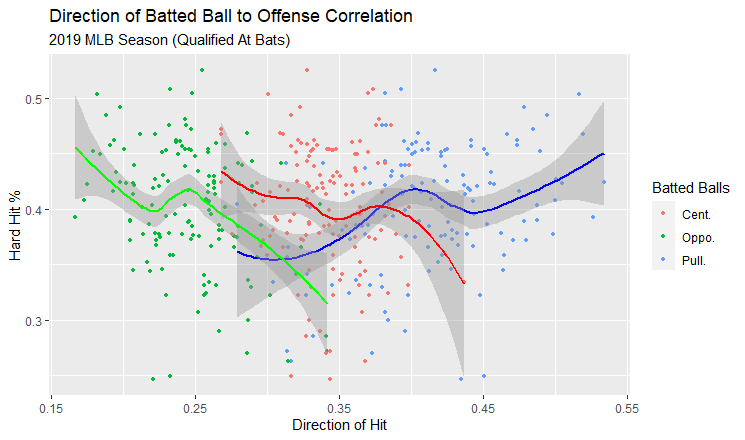 Direction of Batted Ball to Offense Correlation
2019 MLB Season (Qualified At Bats)
Hard Hit %
0.5
0.4
0.3
0.15
0.25
0.35
0.45
0.55
Direction of Hit
Batted Balls
Cent.
Oppo.
Pull.